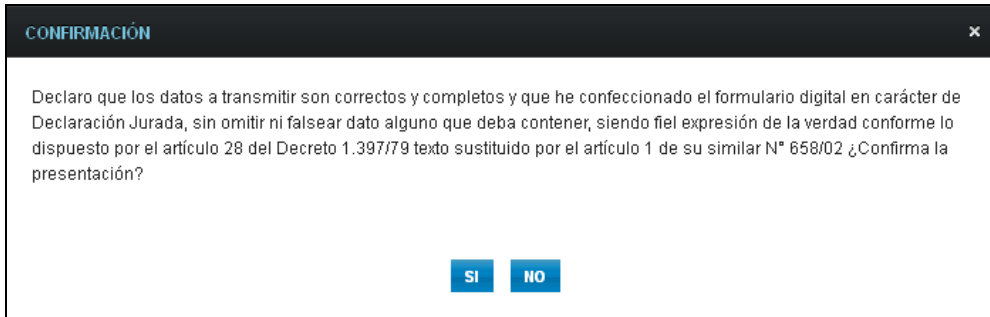 CONFIRMACIÓN ×
Declaro que los datos a transmitir son correctos y completos y que he confeccionado el formulario digital en carácter de
Declaración Jurada, sin omitir ni falsear dato alguno que deba contener, siendo fiel expresión de la verdad conforme lo
dispuesto por el artículo 28 del Decreto 1.397/79 texto sustituido por el artículo 1 de su similar N° 658/02 ¿Confirma la
presentación?
SI NO